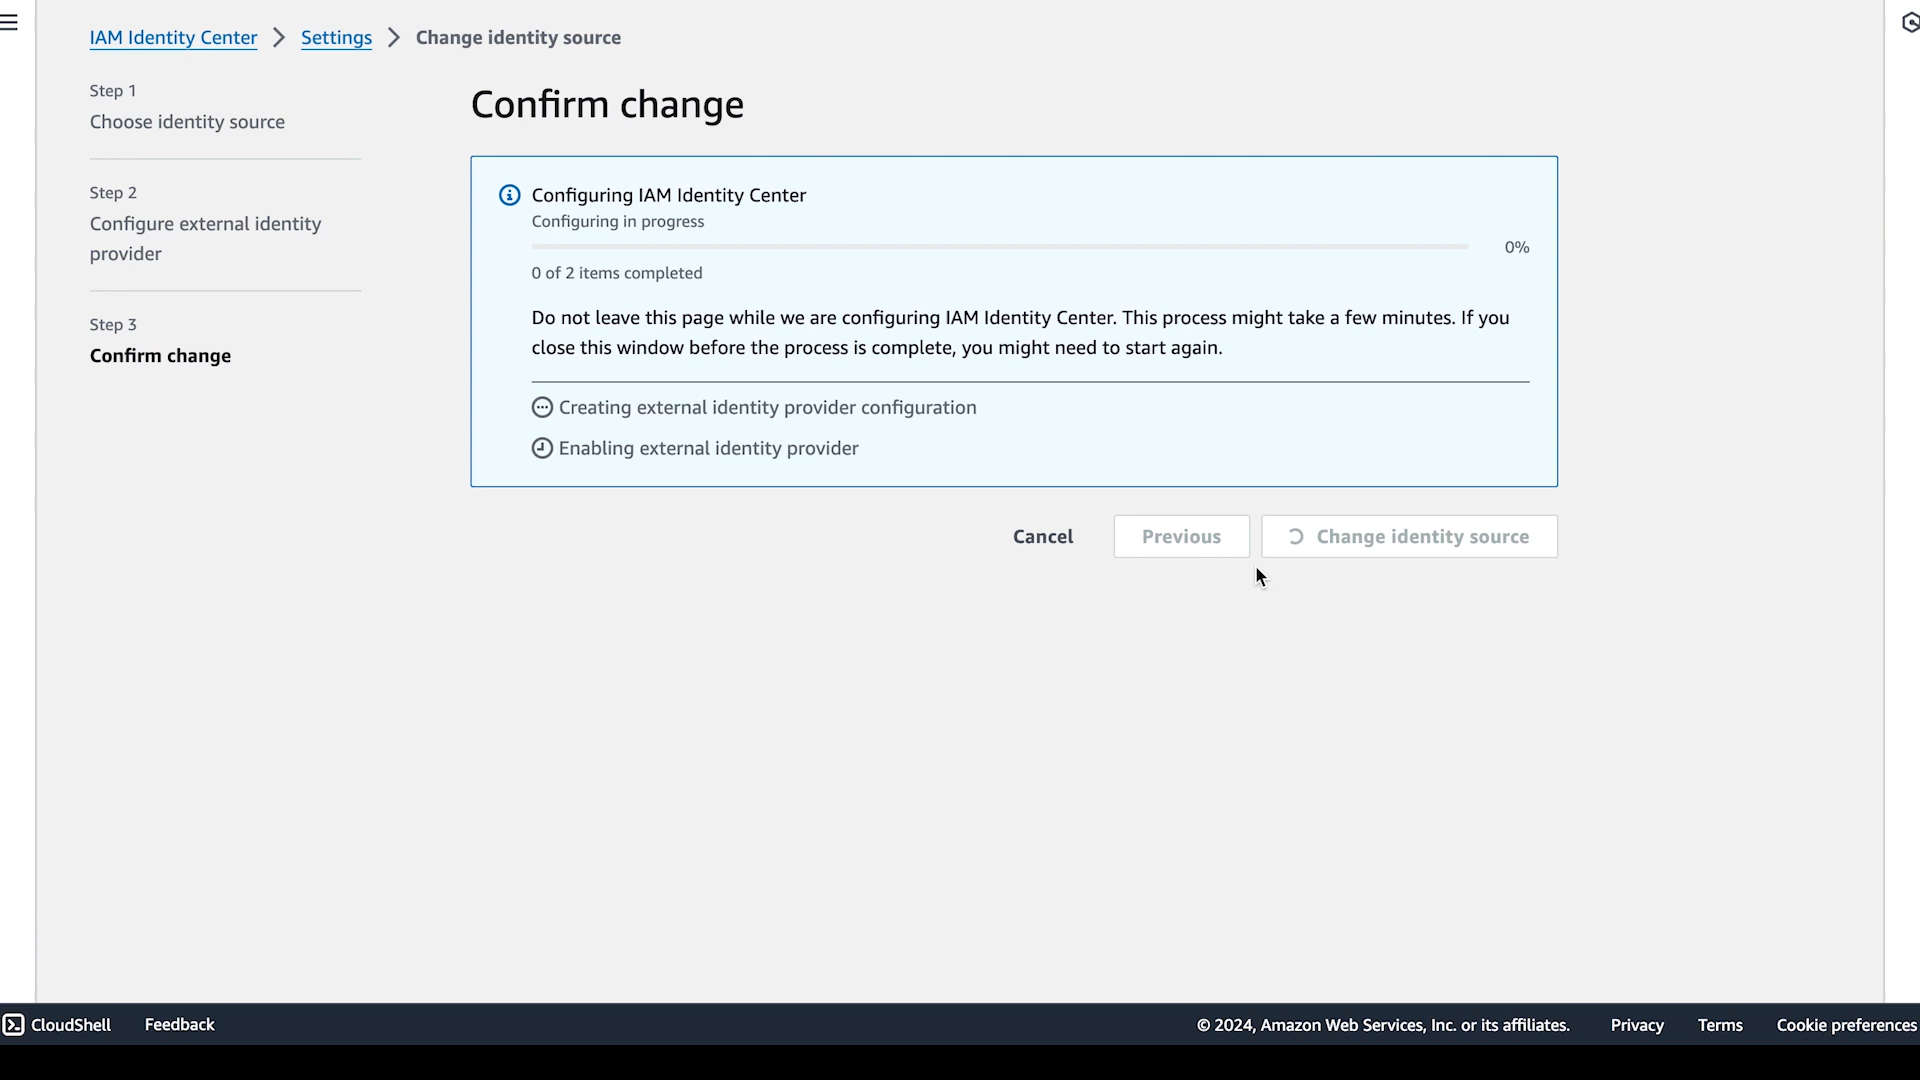 IAM Identity Center > Settings > Change identity source
Step 1
Choose identity source
Step 2
Configure external identity
provider
Step 3
Confirm change
Confirm change
Configuring IAM Identity Center
Configuring in progress
0%
0 of 2 items completed
Do not leave this page while we are configuring IAM Identity Center. This process might take a few minutes. If you
close this window before the process is complete, you might need to start again.
Creating external identity provider configuration
Enabling external identity provider
Cancel Previous Change identity source
CloudShell Feedback © 2024, Amazon Web Services, Inc. or its affiliates. Privacy Terms Cookie preferences